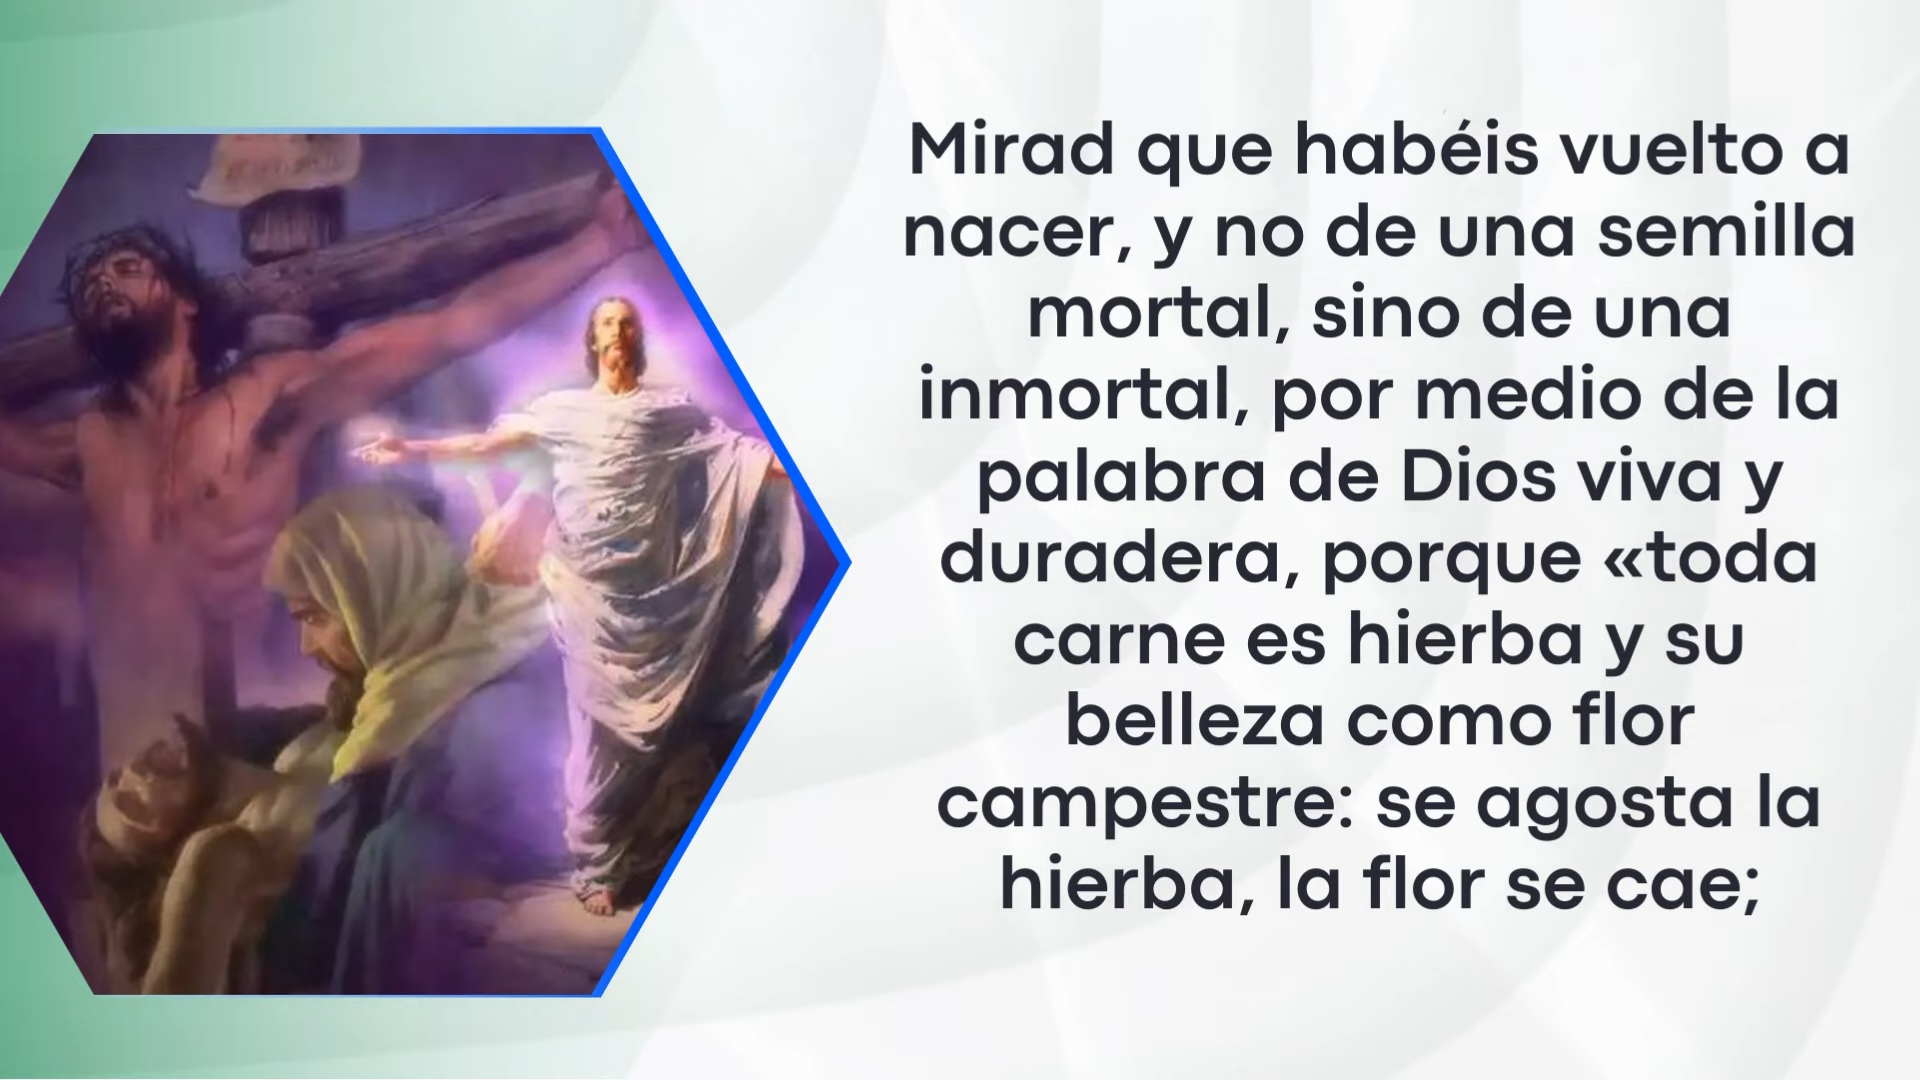 Mirad que habéis vuelto a
nacer, y no de una semilla
mortal, sino de una
inmortal, por medio de la
palabra de Dios viva y
duradera, porque «toda
carne es hierba y su
belleza como flor
campestre: se agosta la
hierba, la flor se cae;